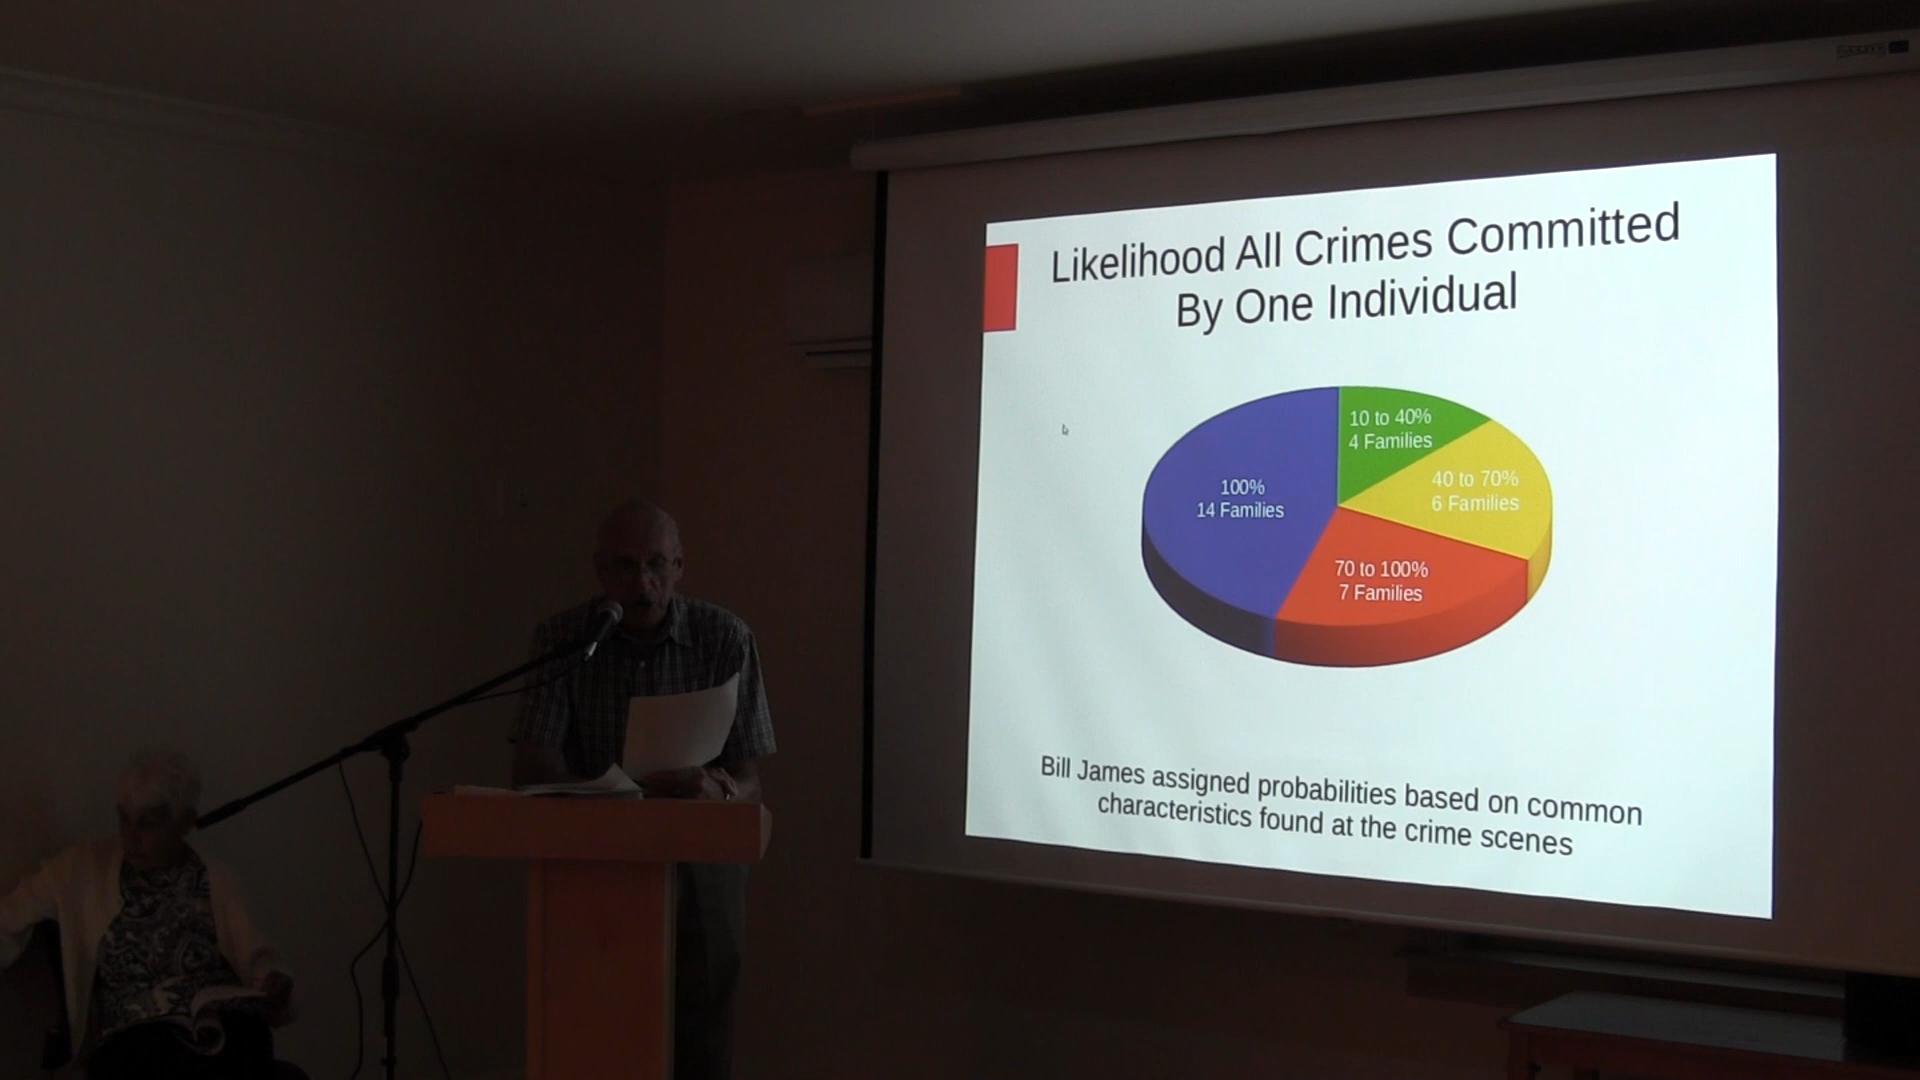 Likelihood All Crimes Committed
By One Individual
10 to 40%
4 Families
40 to 70%
6 Families
100%
14 Families
70 to 100%
7 Families
Bill James assigned probabilities based on common
characteristics found at the crime scenes